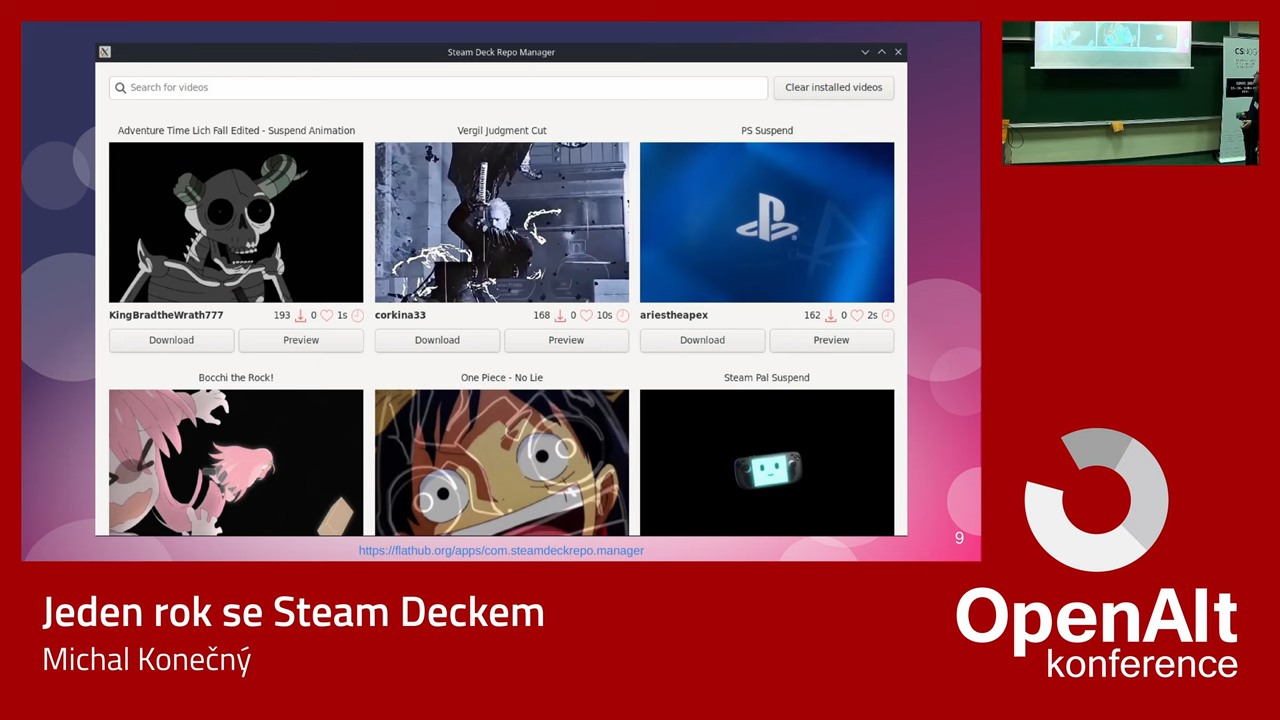 Steam Deck Repo Manager
Search for videos
Clear installed videos
Adventure Time Lich Fall Edited - Suspend Animation
Vergil Judgment Cut
PS Suspend
KingBradtheWrath777 193 0 1s
corkina33 168 0 10s
ariestheapex 162 0 2s
Download Preview
Download Preview
Download Preview
Bocchi the Rock!
One Piece - No Lie
Steam Pal Suspend
https://flathub.org/apps/com.steamdeckrepo.manager
9
Jeden rok se Steam Deckem
Michal Konečný
OpenAlt
konference